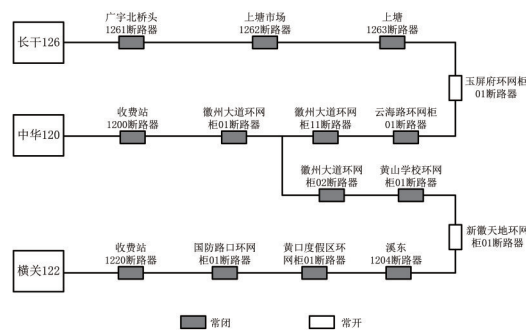 广宇北桥头
1261断路器
上塘市场
1262断路器
上塘
1263断路器
长干126
玉屏府环网柜
01断路器
收费站
1200断路器
徽州大道环网
柜01断路器
徽州大道环网
柜11断路器
云海路环网柜
01断路器
中华120
徽州大道环网
柜02断路器
黄山学校环网
柜01断路器
新徽天地环网
柜01断路器
收费站
1220断路器
国防路口环网
柜01断路器
黄口度假区环
网柜01断路器
溪东
1204断路器
横关122
常闭
常开